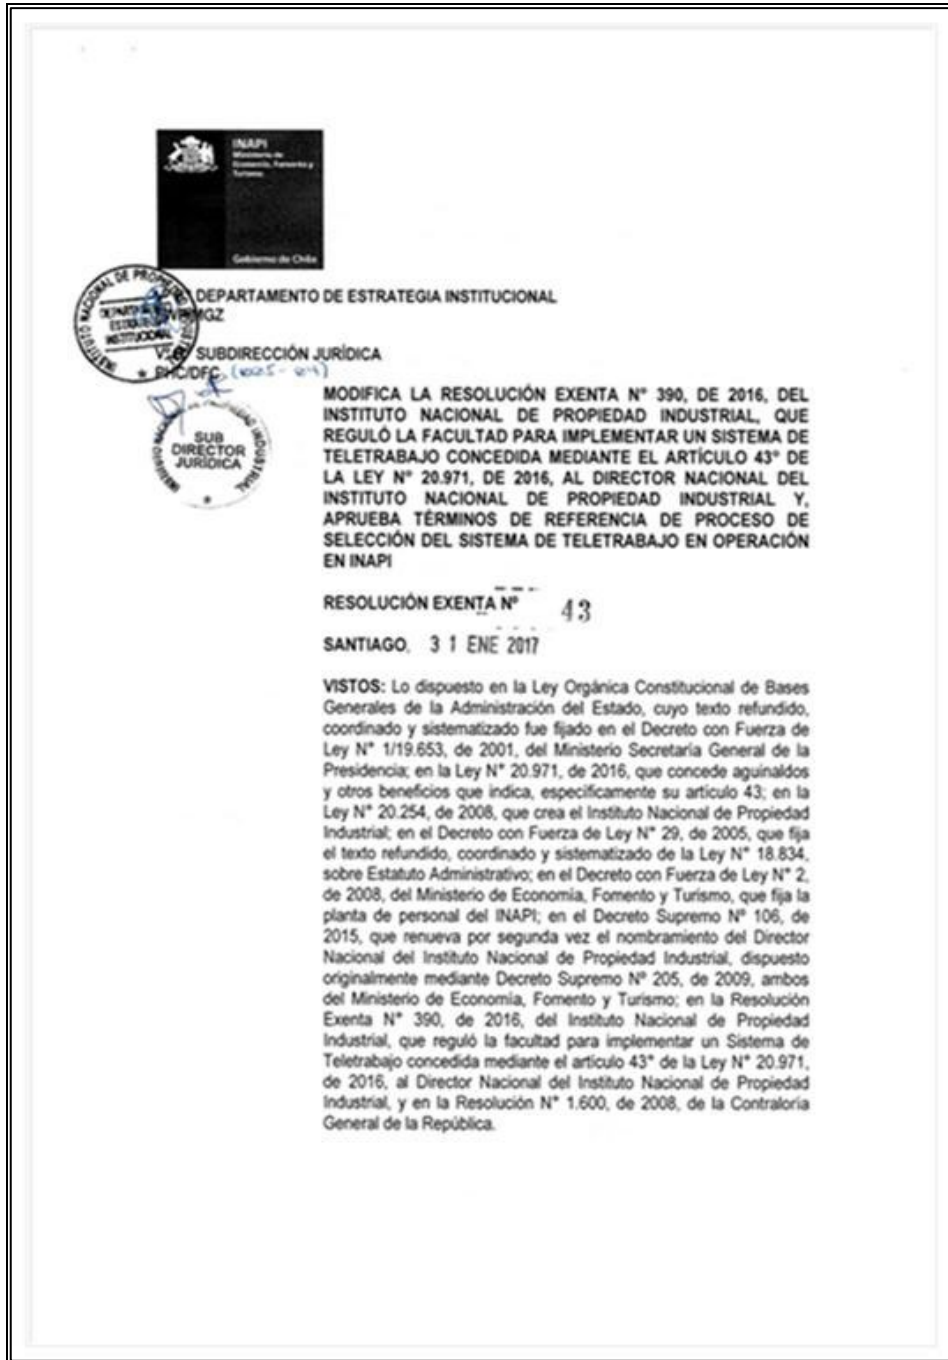 INAPI
Ministerio de
Economía, Fomento y
Turismo
Gobierno de Chile
INSTITUTO NACIONAL DE PROPIEDAD INDUSTRIAL
DEPARTAMENTO
ESTRATEGIA
INSTITUCIONAL
DEPARTAMENTO DE ESTRATEGIA INSTITUCIONAL
SUBDIRECCIÓN JURÍDICA
PHC/DFC
SUB
DIRECTOR
JURÍDICA
MODIFICA LA RESOLUCIÓN EXENTA N° 390, DE 2016, DEL
INSTITUTO NACIONAL DE PROPIEDAD INDUSTRIAL, QUE
REGULÓ LA FACULTAD PARA IMPLEMENTAR UN SISTEMA DE
TELETRABAJO CONCEDIDA MEDIANTE EL ARTÍCULO 43° DE
LA LEY N° 20.971, DE 2016, AL DIRECTOR NACIONAL DEL
INSTITUTO NACIONAL DE PROPIEDAD INDUSTRIAL Y,
APRUEBA TÉRMINOS DE REFERENCIA DE PROCESO DE
SELECCIÓN DEL SISTEMA DE TELETRABAJO EN OPERACIÓN
EN INAPI
RESOLUCIÓN EXENTA Nº 43
SANTIAGO, 31 ENE 2017
VISTOS: Lo dispuesto en la Ley Orgánica Constitucional de Bases
Generales de la Administración del Estado, cuyo texto refundido,
coordinado y sistematizado fue fijado en el Decreto con Fuerza de
Ley N° 1/19.653, de 2001, del Ministerio Secretaría General de la
Presidencia; en la Ley N° 20.971, de 2016, que concede aguinaldos
y otros beneficios que indica, específicamente su artículo 43; en la
Ley N° 20.254, de 2008, que crea el Instituto Nacional de Propiedad
Industrial; en el Decreto con Fuerza de Ley N° 29, de 2005, que fija
el texto refundido, coordinado y sistematizado de la Ley N° 18.834,
sobre Estatuto Administrativo; en el Decreto con Fuerza de Ley N° 2,
de 2008, del Ministerio de Economía, Fomento y Turismo, que fija la
planta de personal del INAPI; en el Decreto Supremo N° 106, de
2015, que renueva por segunda vez el nombramiento del Director
Nacional del Instituto Nacional de Propiedad Industrial, dispuesto
originalmente mediante Decreto Supremo Nº 205, de 2009, ambos
del Ministerio de Economía, Fomento y Turismo; en la Resolución
Exenta N° 390, de 2016, del Instituto Nacional de Propiedad
Industrial, que reguló la facultad para implementar un Sistema de
Teletrabajo concedida mediante el artículo 43° de la Ley N° 20.971,
de 2016, al Director Nacional del Instituto Nacional de Propiedad
Industrial, y en la Resolución N° 1.600, de 2008, de la Contraloría
General de la República.